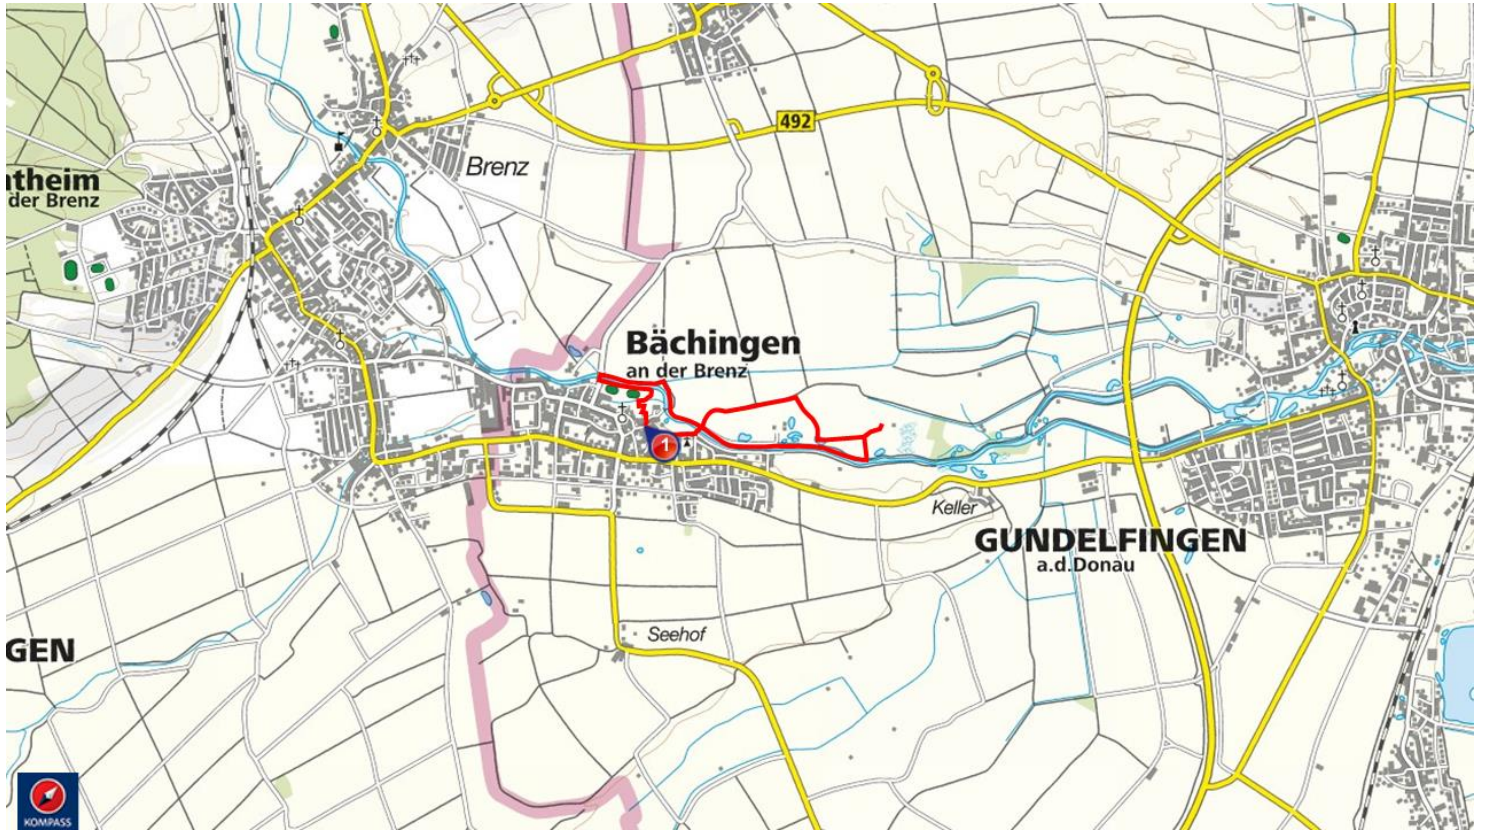 492
Brenz
ntheim
der Brenz
Bächingen
an der Brenz
1
Keller
GUNDELFINGEN
a.d.Donau
Seehof
GEN
KOMPASS